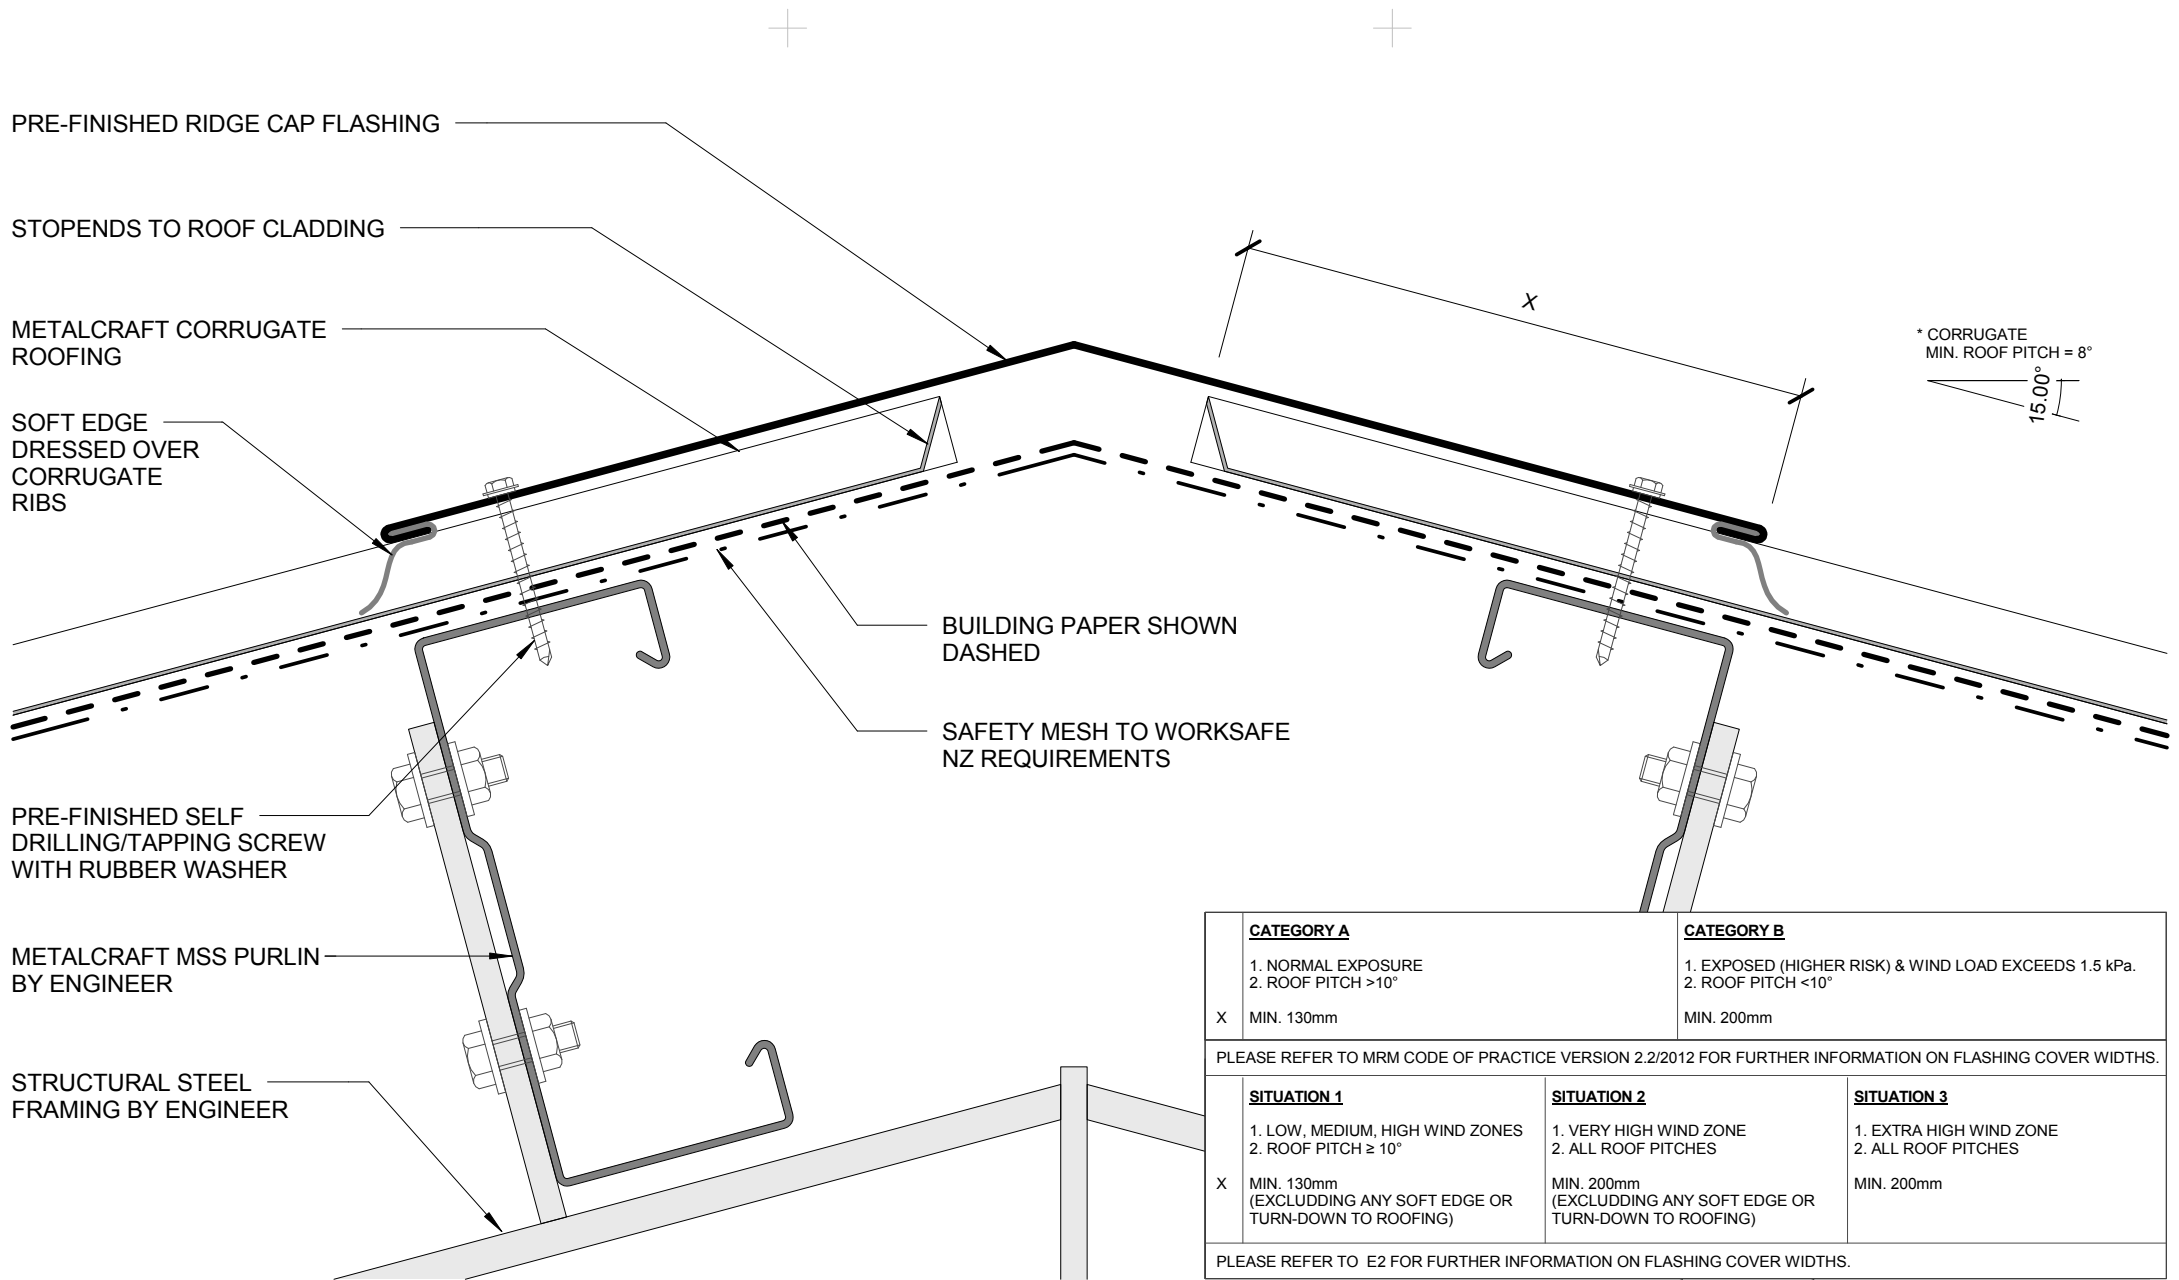 PRE-FINISHED RIDGE CAP FLASHING
STOPENDS TO ROOF CLADDING
METALCRAFT CORRUGATE
ROOFING
SOFT EDGE
DRESSED OVER
CORRUGATE
RIBS
PRE-FINISHED SELF
DRILLING/TAPPING SCREW
WITH RUBBER WASHER
METALCRAFT MSS PURLIN
BY ENGINEER
STRUCTURAL STEEL
FRAMING BY ENGINEER
BUILDING PAPER SHOWN
DASHED
SAFETY MESH TO WORKSAFE
NZ REQUIREMENTS
X
* CORRUGATE
MIN. ROOF PITCH = 8°
15.00°
CATEGORY A
1. NORMAL EXPOSURE
2. ROOF PITCH >10°
X MIN. 130mm
CATEGORY B
1. EXPOSED (HIGHER RISK) & WIND LOAD EXCEEDS 1.5 kPa.
2. ROOF PITCH <10°
MIN. 200mm
PLEASE REFER TO MRM CODE OF PRACTICE VERSION 2.2/2012 FOR FURTHER INFORMATION ON FLASHING COVER WIDTHS.
SITUATION 1
1. LOW, MEDIUM, HIGH WIND ZONES
2. ROOF PITCH ≥ 10°
X MIN. 130mm
(EXCLUDDING ANY SOFT EDGE OR
TURN-DOWN TO ROOFING)
SITUATION 2
1. VERY HIGH WIND ZONE
2. ALL ROOF PITCHES
MIN. 200mm
(EXCLUDDING ANY SOFT EDGE OR
TURN-DOWN TO ROOFING)
SITUATION 3
1. EXTRA HIGH WIND ZONE
2. ALL ROOF PITCHES
MIN. 200mm
PLEASE REFER TO E2 FOR FURTHER INFORMATION ON FLASHING COVER WIDTHS.